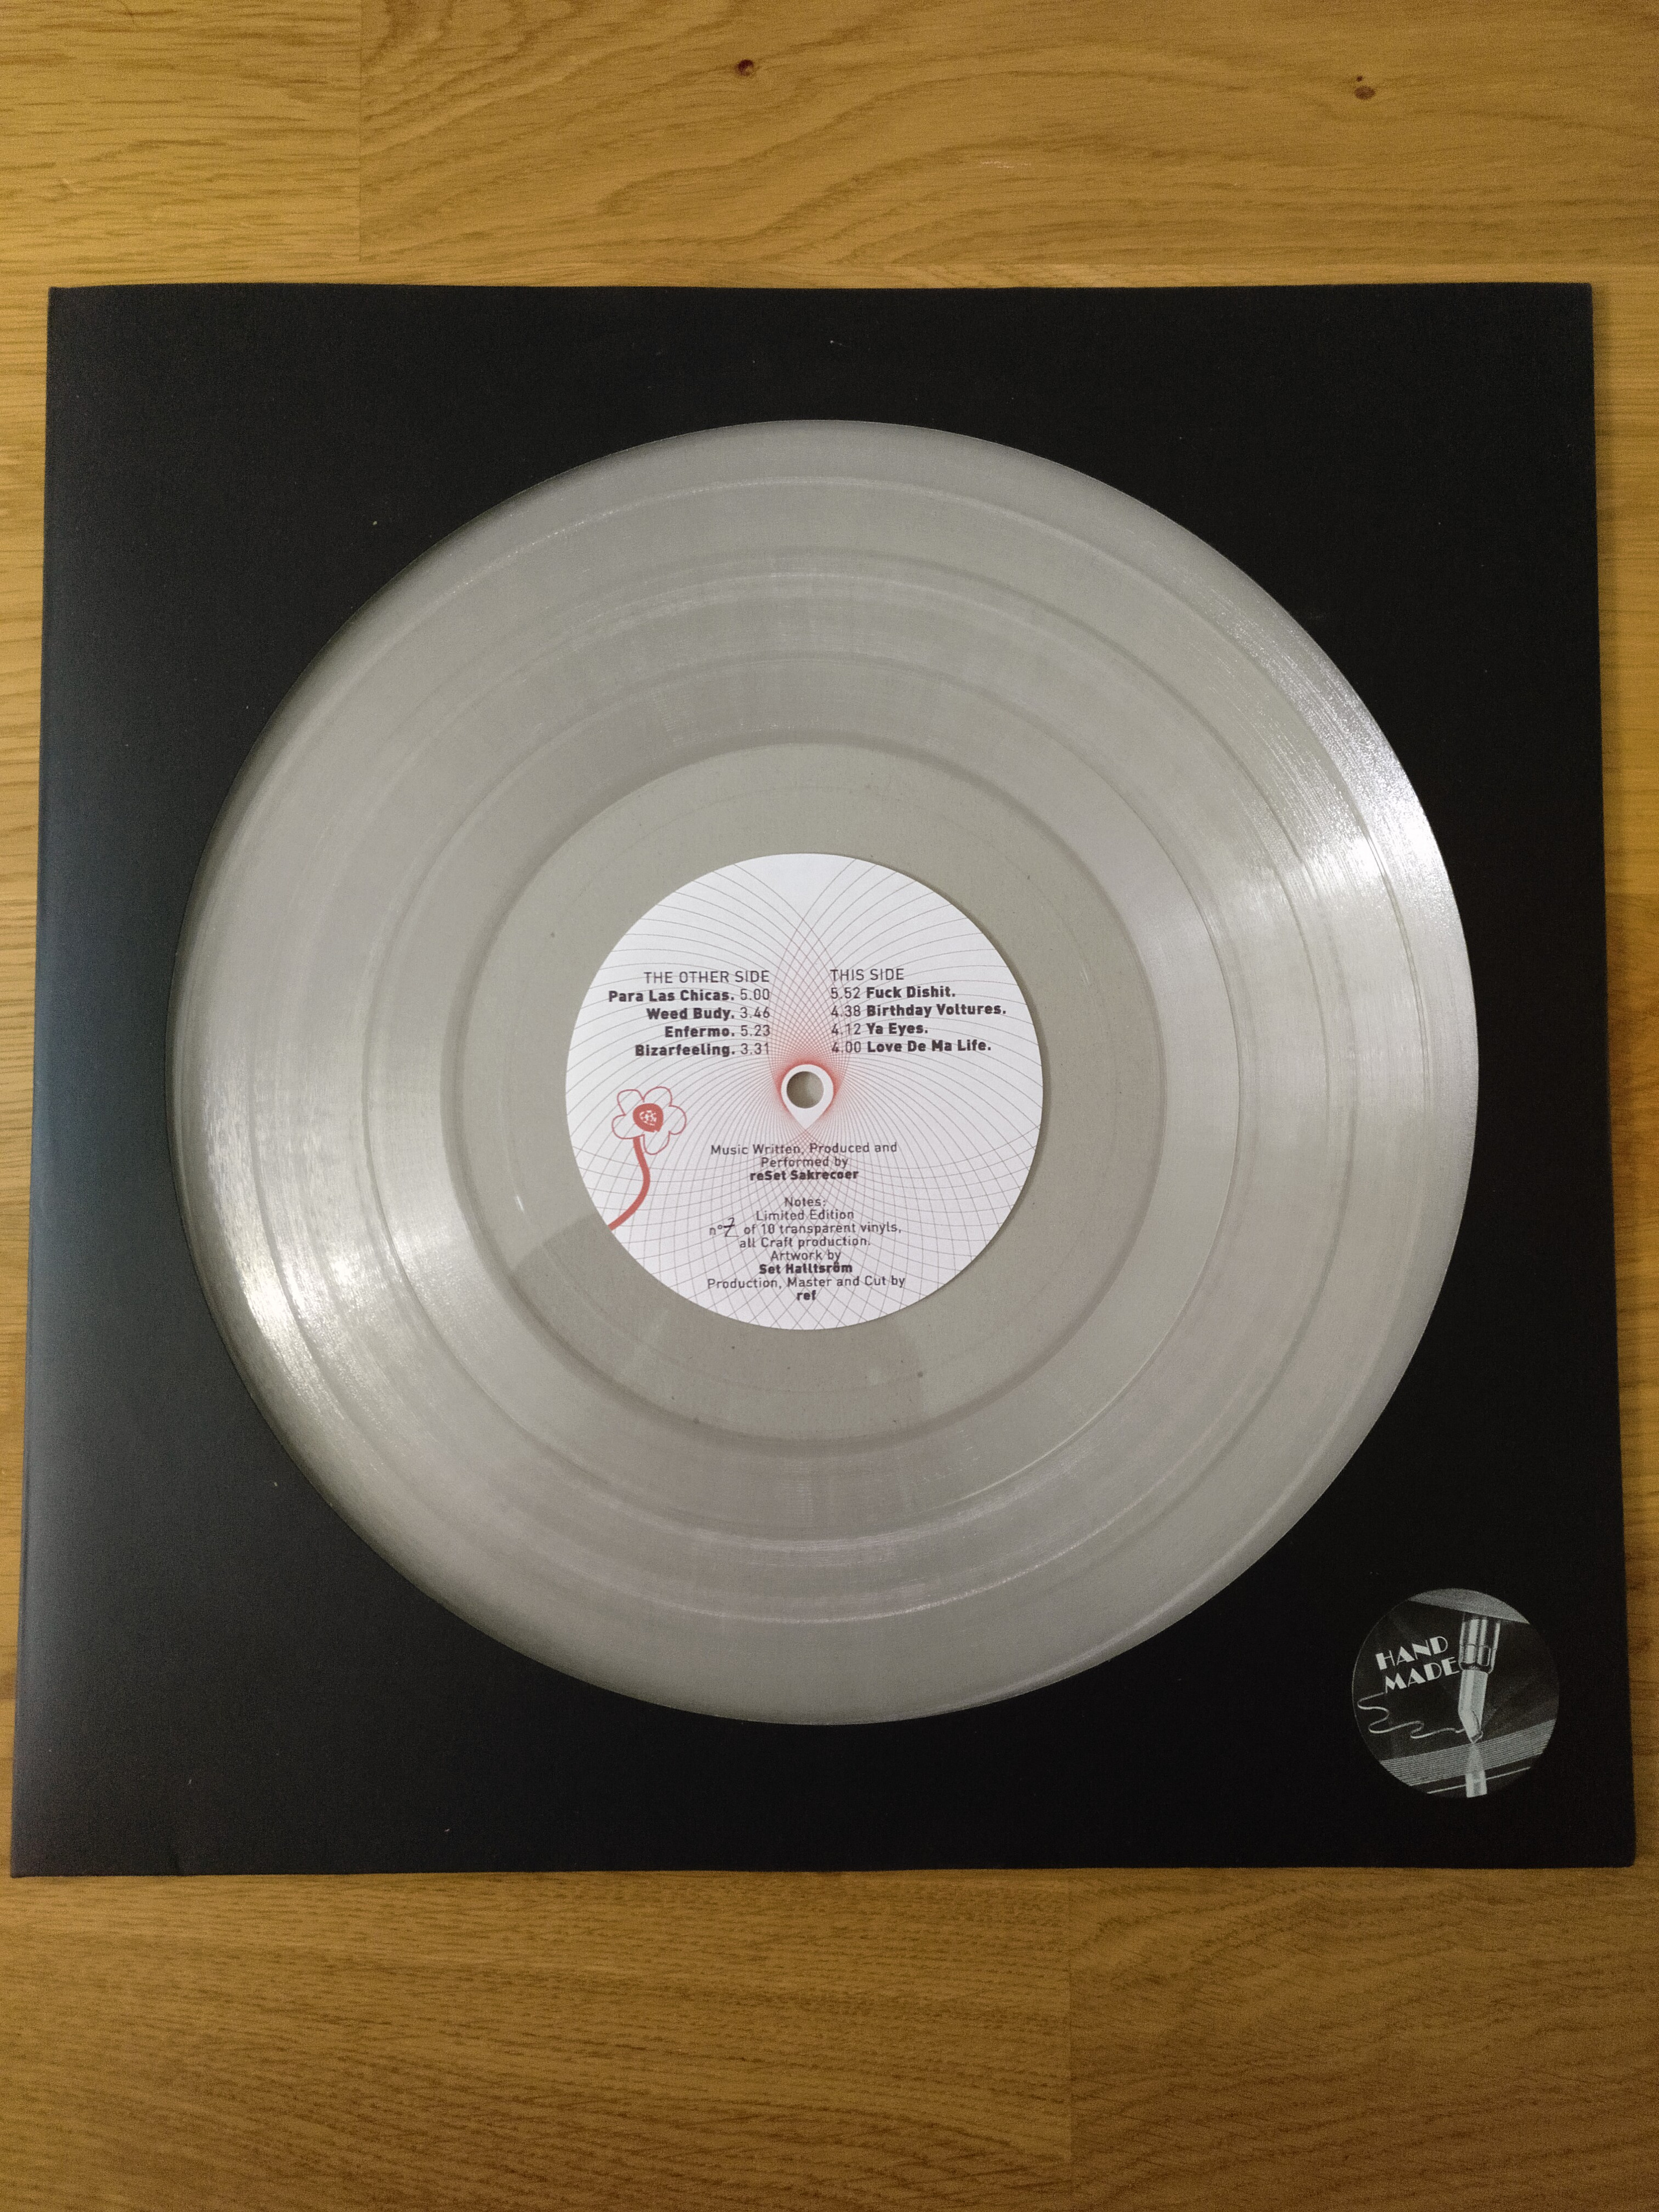 THE OTHER SIDE
Para Las Chicas. 5.00
Weed Budy. 3.46
Enfermo. 5.23
Bizarfeeling. 3.31
THIS SIDE
5.52 Fuck Dishit.
4.38 Birthday Voltures.
4.12 Ya Eyes.
4.00 Love De Ma Life.
Music Written, Produced and
Performed by
reSet Sakrecoer
Notes:
Limited Edition
n° 7 of 10 transparent vinyls,
all Craft production.
Artwork by
Set Halltsröm
Production, Master and Cut by
ref
HAND
MADE